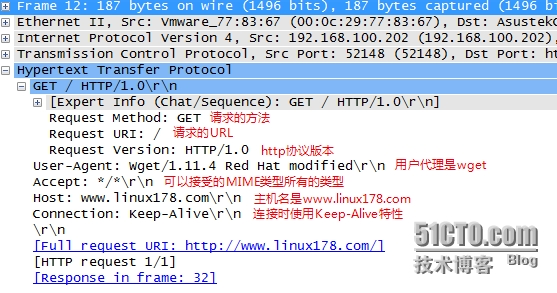 Frame 12: 187 bytes on wire (1496 bits), 187 bytes captured (1496 bits)
Ethernet II, Src: Vmware_77:83:67 (00:0c:29:77:83:67), Dst: Asustek
Internet Protocol Version 4, Src: 192.168.100.202 (192.168.100.202),
Transmission Control Protocol, Src Port: 52148 (52148), Dst Port: ht
Hypertext Transfer Protocol
GET / HTTP/1.0\r\n
[Expert Info (Chat/Sequence): GET / HTTP/1.0\r\n]
Request Method: GET 请求的方法
Request URI: / 请求的URL
Request Version: HTTP/1.0 http协议版本
User-Agent: Wget/1.11.4 Red Hat modified\r\n 用户代理是wget
Accept: */*\r\n 可以接受的MIME类型所有的类型
Host: www.linux178.com\r\n 主机名是www.linux178.com
Connection: Keep-Alive\r\n 连接时使用Keep-Alive特性
\r\n
[Full request URI: http://www.linux178.com/]
[HTTP request 1/1]
[Response in frame: 32]
51CTO.com
技术博客 Blog